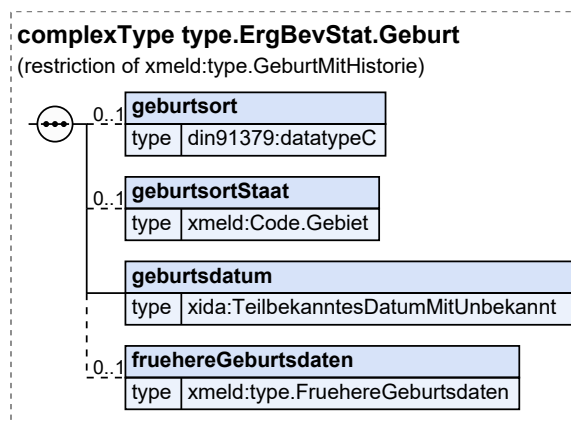 complexType type.ErgBevStat.Geburt
(restriction of xmeld:type.GeburtMitHistorie)
0..1 geburtsort
type din91379:datatypeC
0..1 geburtsortStaat
type xmeld:Code.Gebiet
geburtsdatum
type xida:TeilbekanntesDatumMitUnbekannt
0..1 fruehereGeburtsdaten
type xmeld:type.FruehereGeburtsdaten